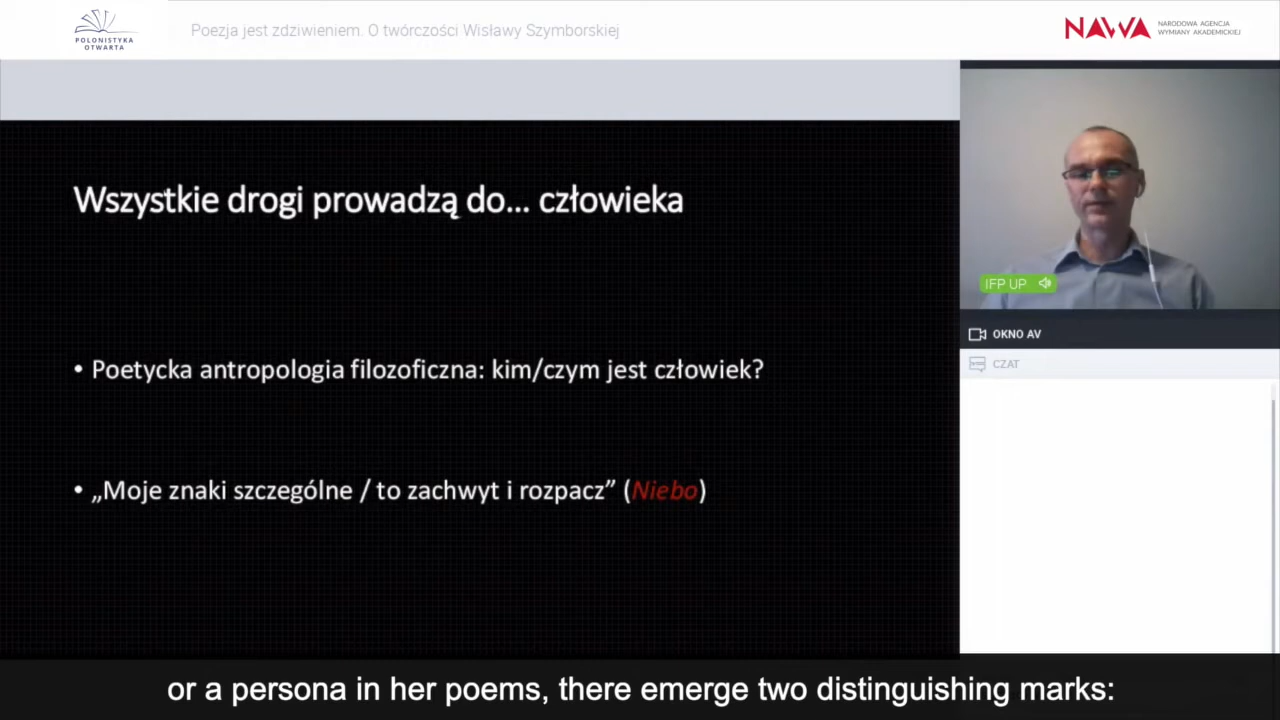 POLONISTYKA
OTWARTA
Poezja jest zdziwieniem. O twórczości Wisławy Szymborskiej
NAWA
NARODOWA AGENCJA
WYMIANY AKADEMICKIEJ
Wszystkie drogi prowadzą do... człowieka
• Poetycka antropologia filozoficzna: kim/czym jest człowiek?
• „Moje znaki szczególne / to zachwyt i rozpacz” (Niebo)
IFP UP
OKNO AV
CZAT
or a persona in her poems, there emerge two distinguishing marks: